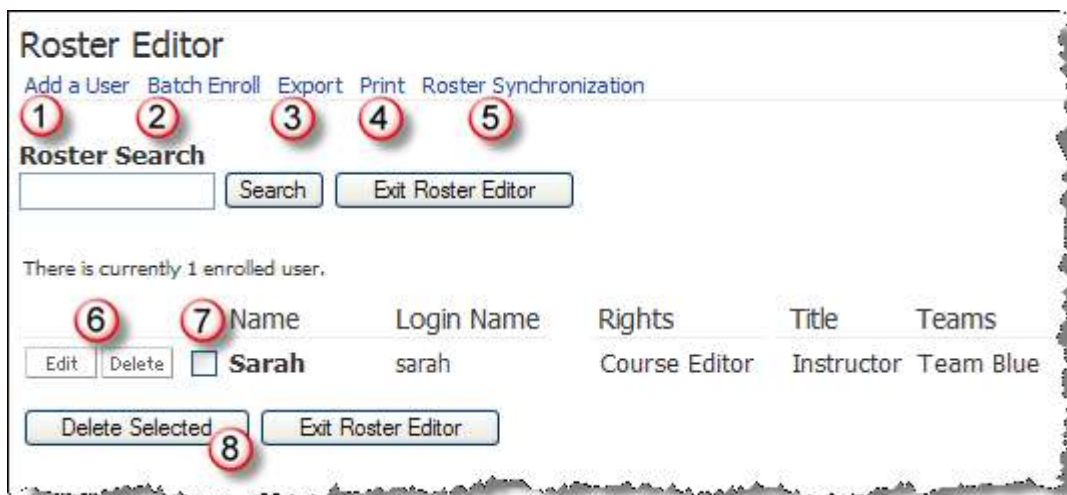 Roster Editor
Add a User Batch Enroll Export Print Roster Synchronization
1 2 3 4 5
Roster Search
Search Exit Roster Editor
There is currently 1 enrolled user.
6 7 Name Login Name Rights Title Teams
Edit Delete Sarah sarah Course Editor Instructor Team Blue
Delete Selected Exit Roster Editor
8